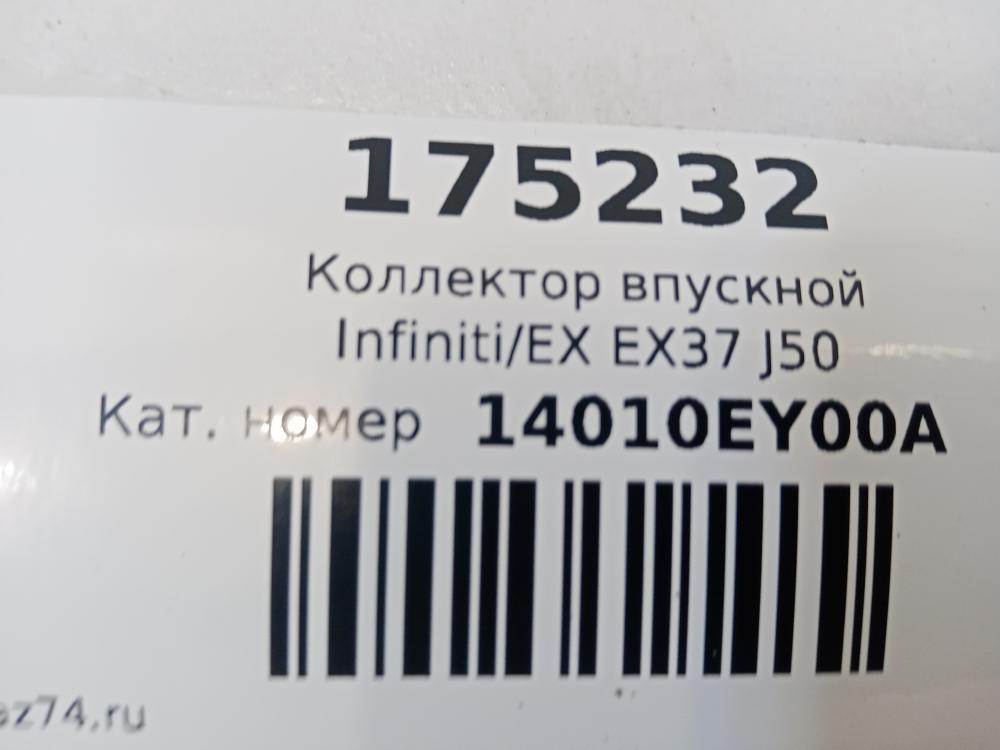 175232
Коллектор впускной
Infiniti/EX EX37 J50
Кат. номер 14010EY00A